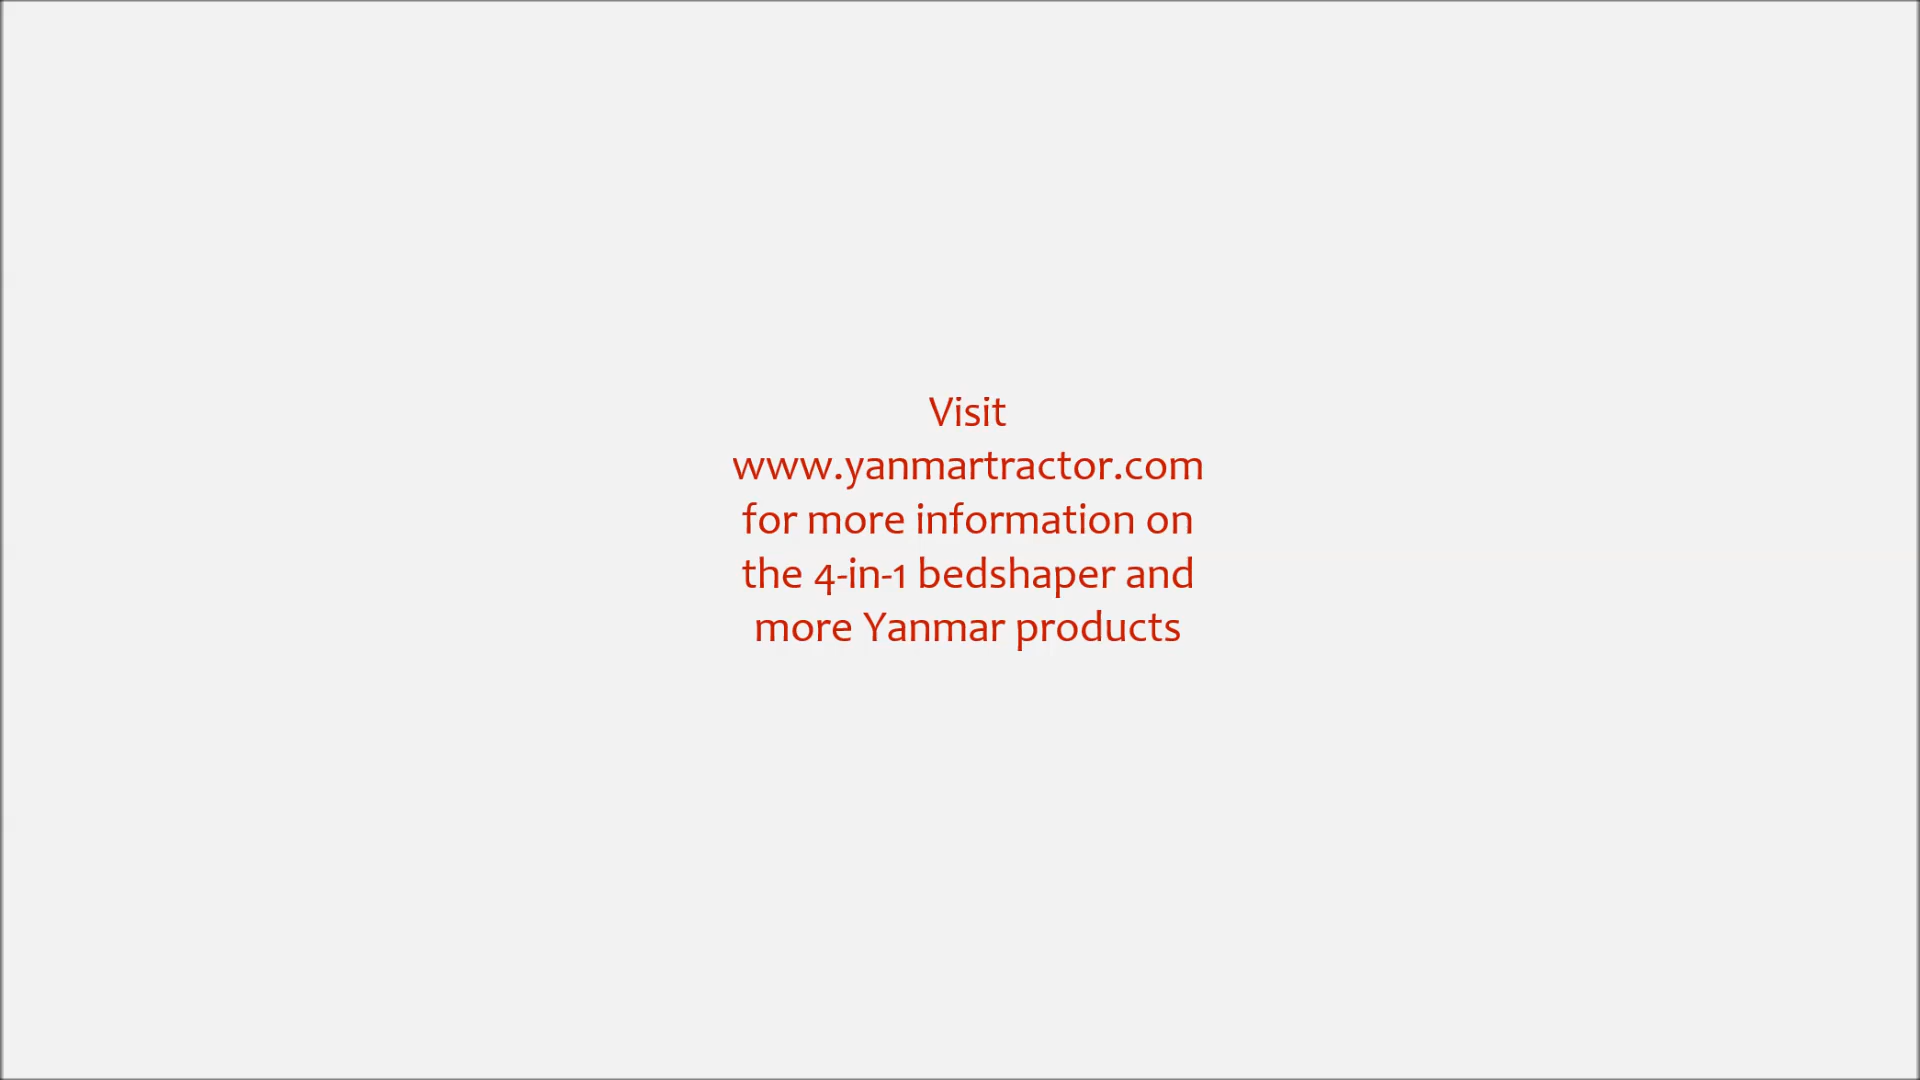 Visit
www.yanmartractor.com
for more information on
the 4-in-1 bedshaper and
more Yanmar products